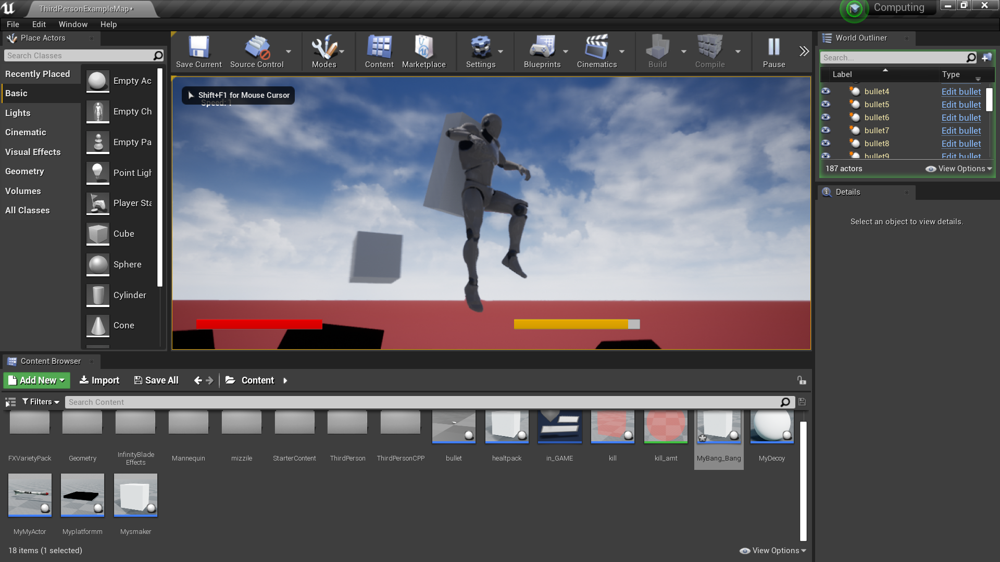 ThirdPersonExampleMap*
Computing
File Edit Window Help
Place Actors
Search Classes
Recently Placed
Basic
Lights
Cinematic
Visual Effects
Geometry
Volumes
All Classes
Empty Ac
Empty Ch
Empty Pa
Point Ligh
Player Sta
Cube
Sphere
Cylinder
Cone
Save Current
Source Control
Modes
Content
Marketplace
Settings
Blueprints
Cinematics
Build
Compile
Pause
Shift+F1 for Mouse Cursor
Speed: 1
World Outliner
Search...
Label Type
bullet4 Edit bullet
bullet5 Edit bullet
bullet6 Edit bullet
bullet7 Edit bullet
bullet8 Edit bullet
bullet9 Edit bullet
187 actors View Options
Details
Select an object to view details.
Content Browser
Add New Import Save All Content
Filters Search Content
FXVarietyPack
Geometry
InfinityBlade
Effects
Mannequin
mizzile
StarterContent
ThirdPerson
ThirdPersonCPP
bullet
healtpack
in_GAME
kill
kill_amt
MyBang_Bang
MyDecoy
MyMyActor
Myplatformm
Mysmaker
18 items (1 selected)
View Options